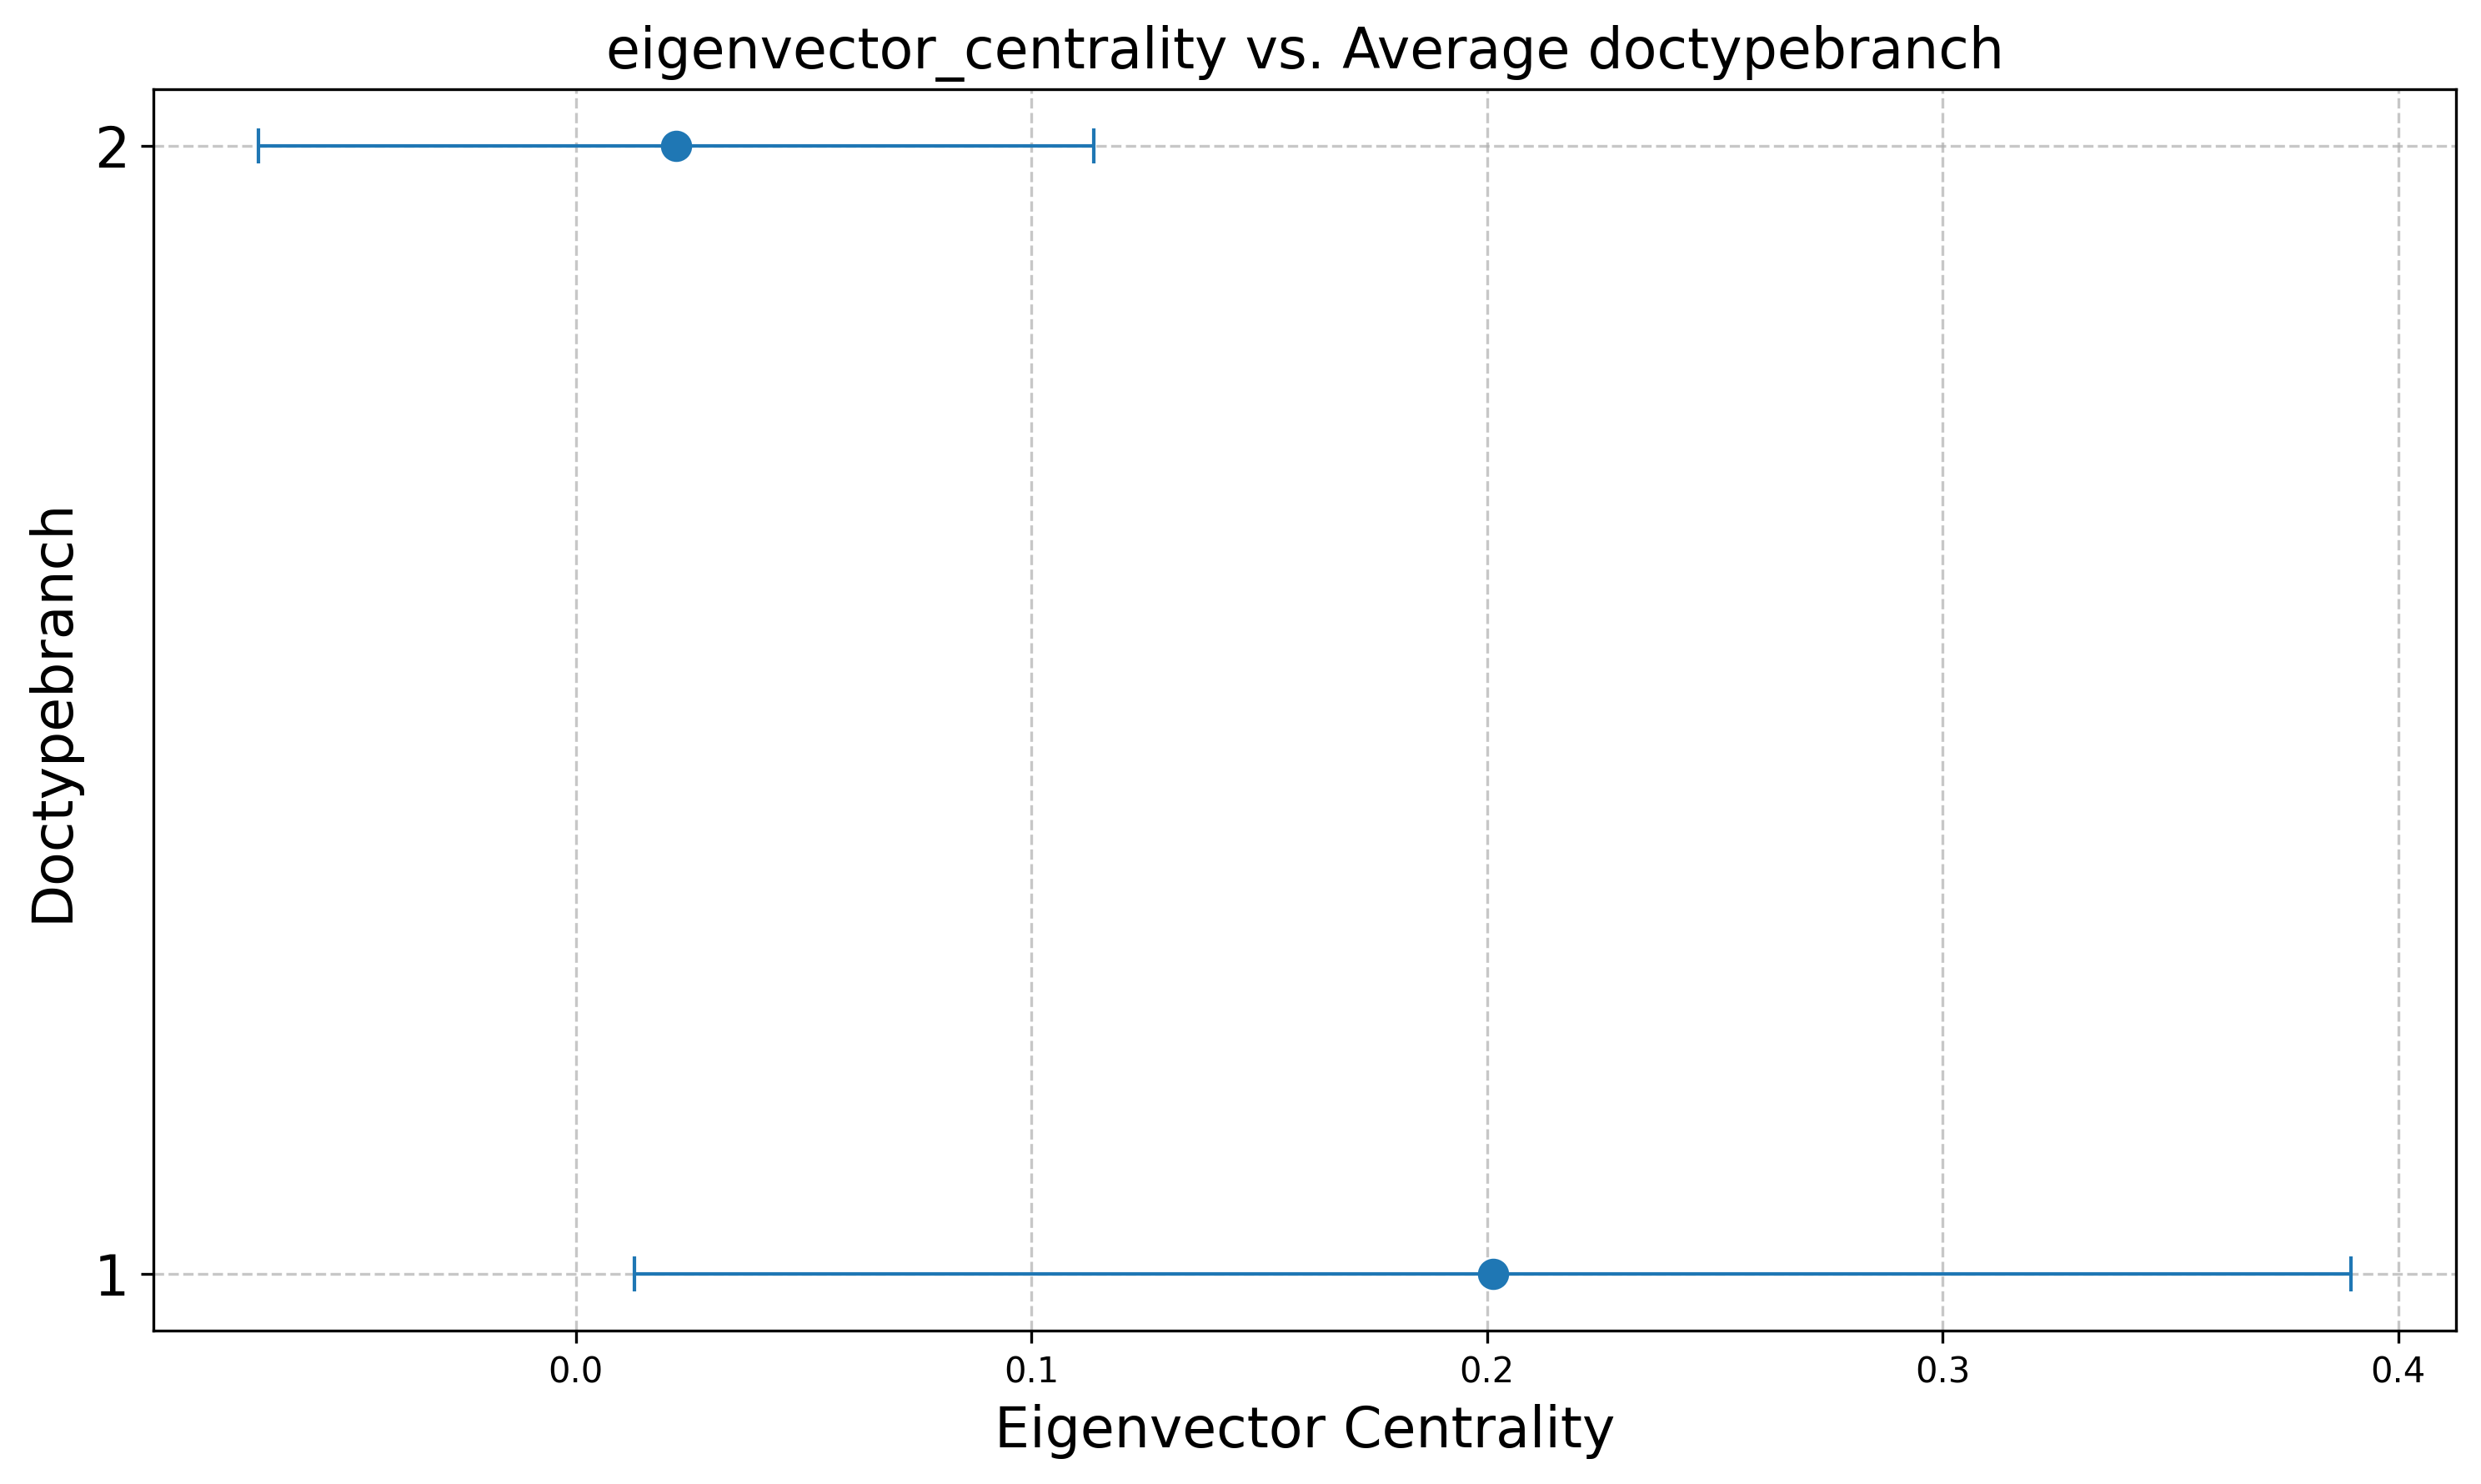 eigenvector_centrality vs. Average doctypebranch
Doctypebranch
2
1
0.0 0.1 0.2 0.3 0.4
Eigenvector Centrality